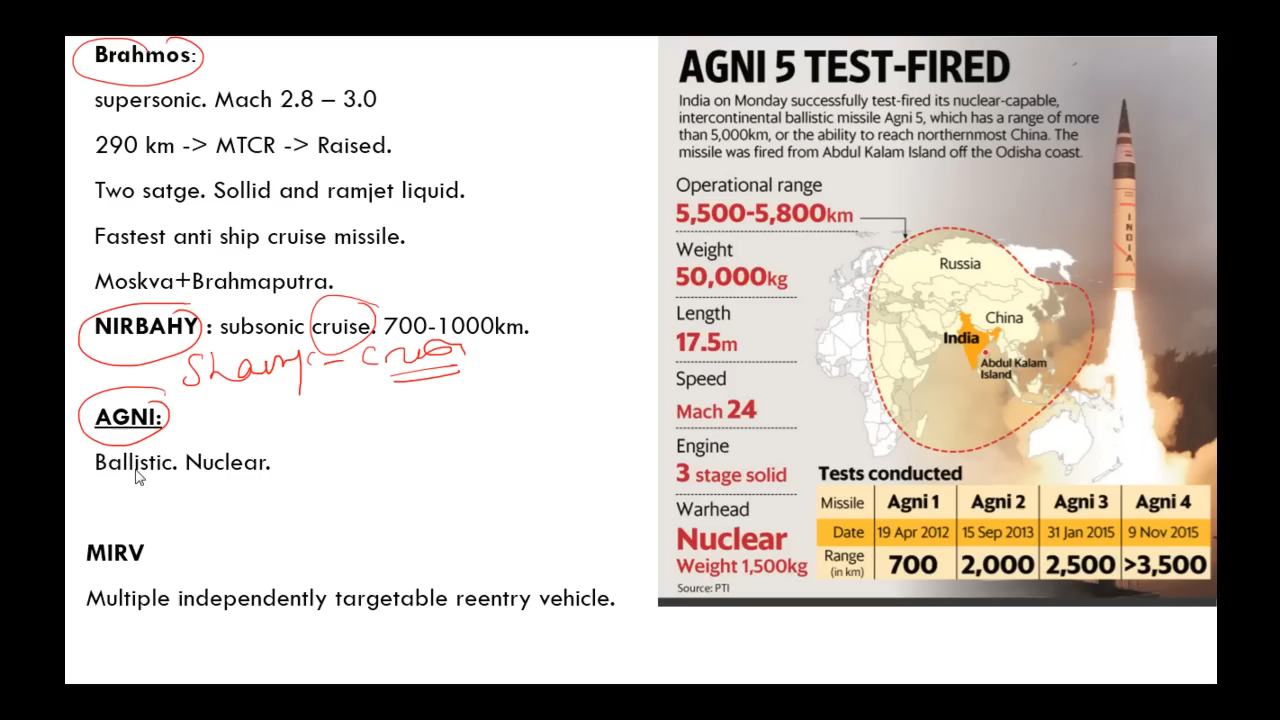 Brahmos:
supersonic. Mach 2.8 – 3.0
290 km -> MTCR -> Raised.
Two satge. Sollid and ramjet liquid.
Fastest anti ship cruise missile.
Moskva+Brahmaputra.
NIRBAHY : subsonic cruise. 700-1000km.
AGNI:
Ballistic. Nuclear.
MIRV
Multiple independently targetable reentry vehicle.
AGNI 5 TEST-FIRED
India on Monday successfully test-fired its nuclear-capable,
intercontinental ballistic missile Agni 5, which has a range of more
than 5,000km, or the ability to reach northernmost China. The
missile was fired from Abdul Kalam Island off the Odisha coast.
Operational range
5,500-5,800km
Weight
50,000kg
Length
17.5m
Speed
Mach 24
Engine
3 stage solid
Warhead
Nuclear
Weight 1,500kg
Source: PTI
Russia
China
India
Abdul Kalam
Island
INDIA
Tests conducted
Missile Agni 1 Agni 2 Agni 3 Agni 4
Date 19 Apr 2012 15 Sep 2013 31 Jan 2015 9 Nov 2015
Range
(in km) 700 2,000 2,500 >3,500